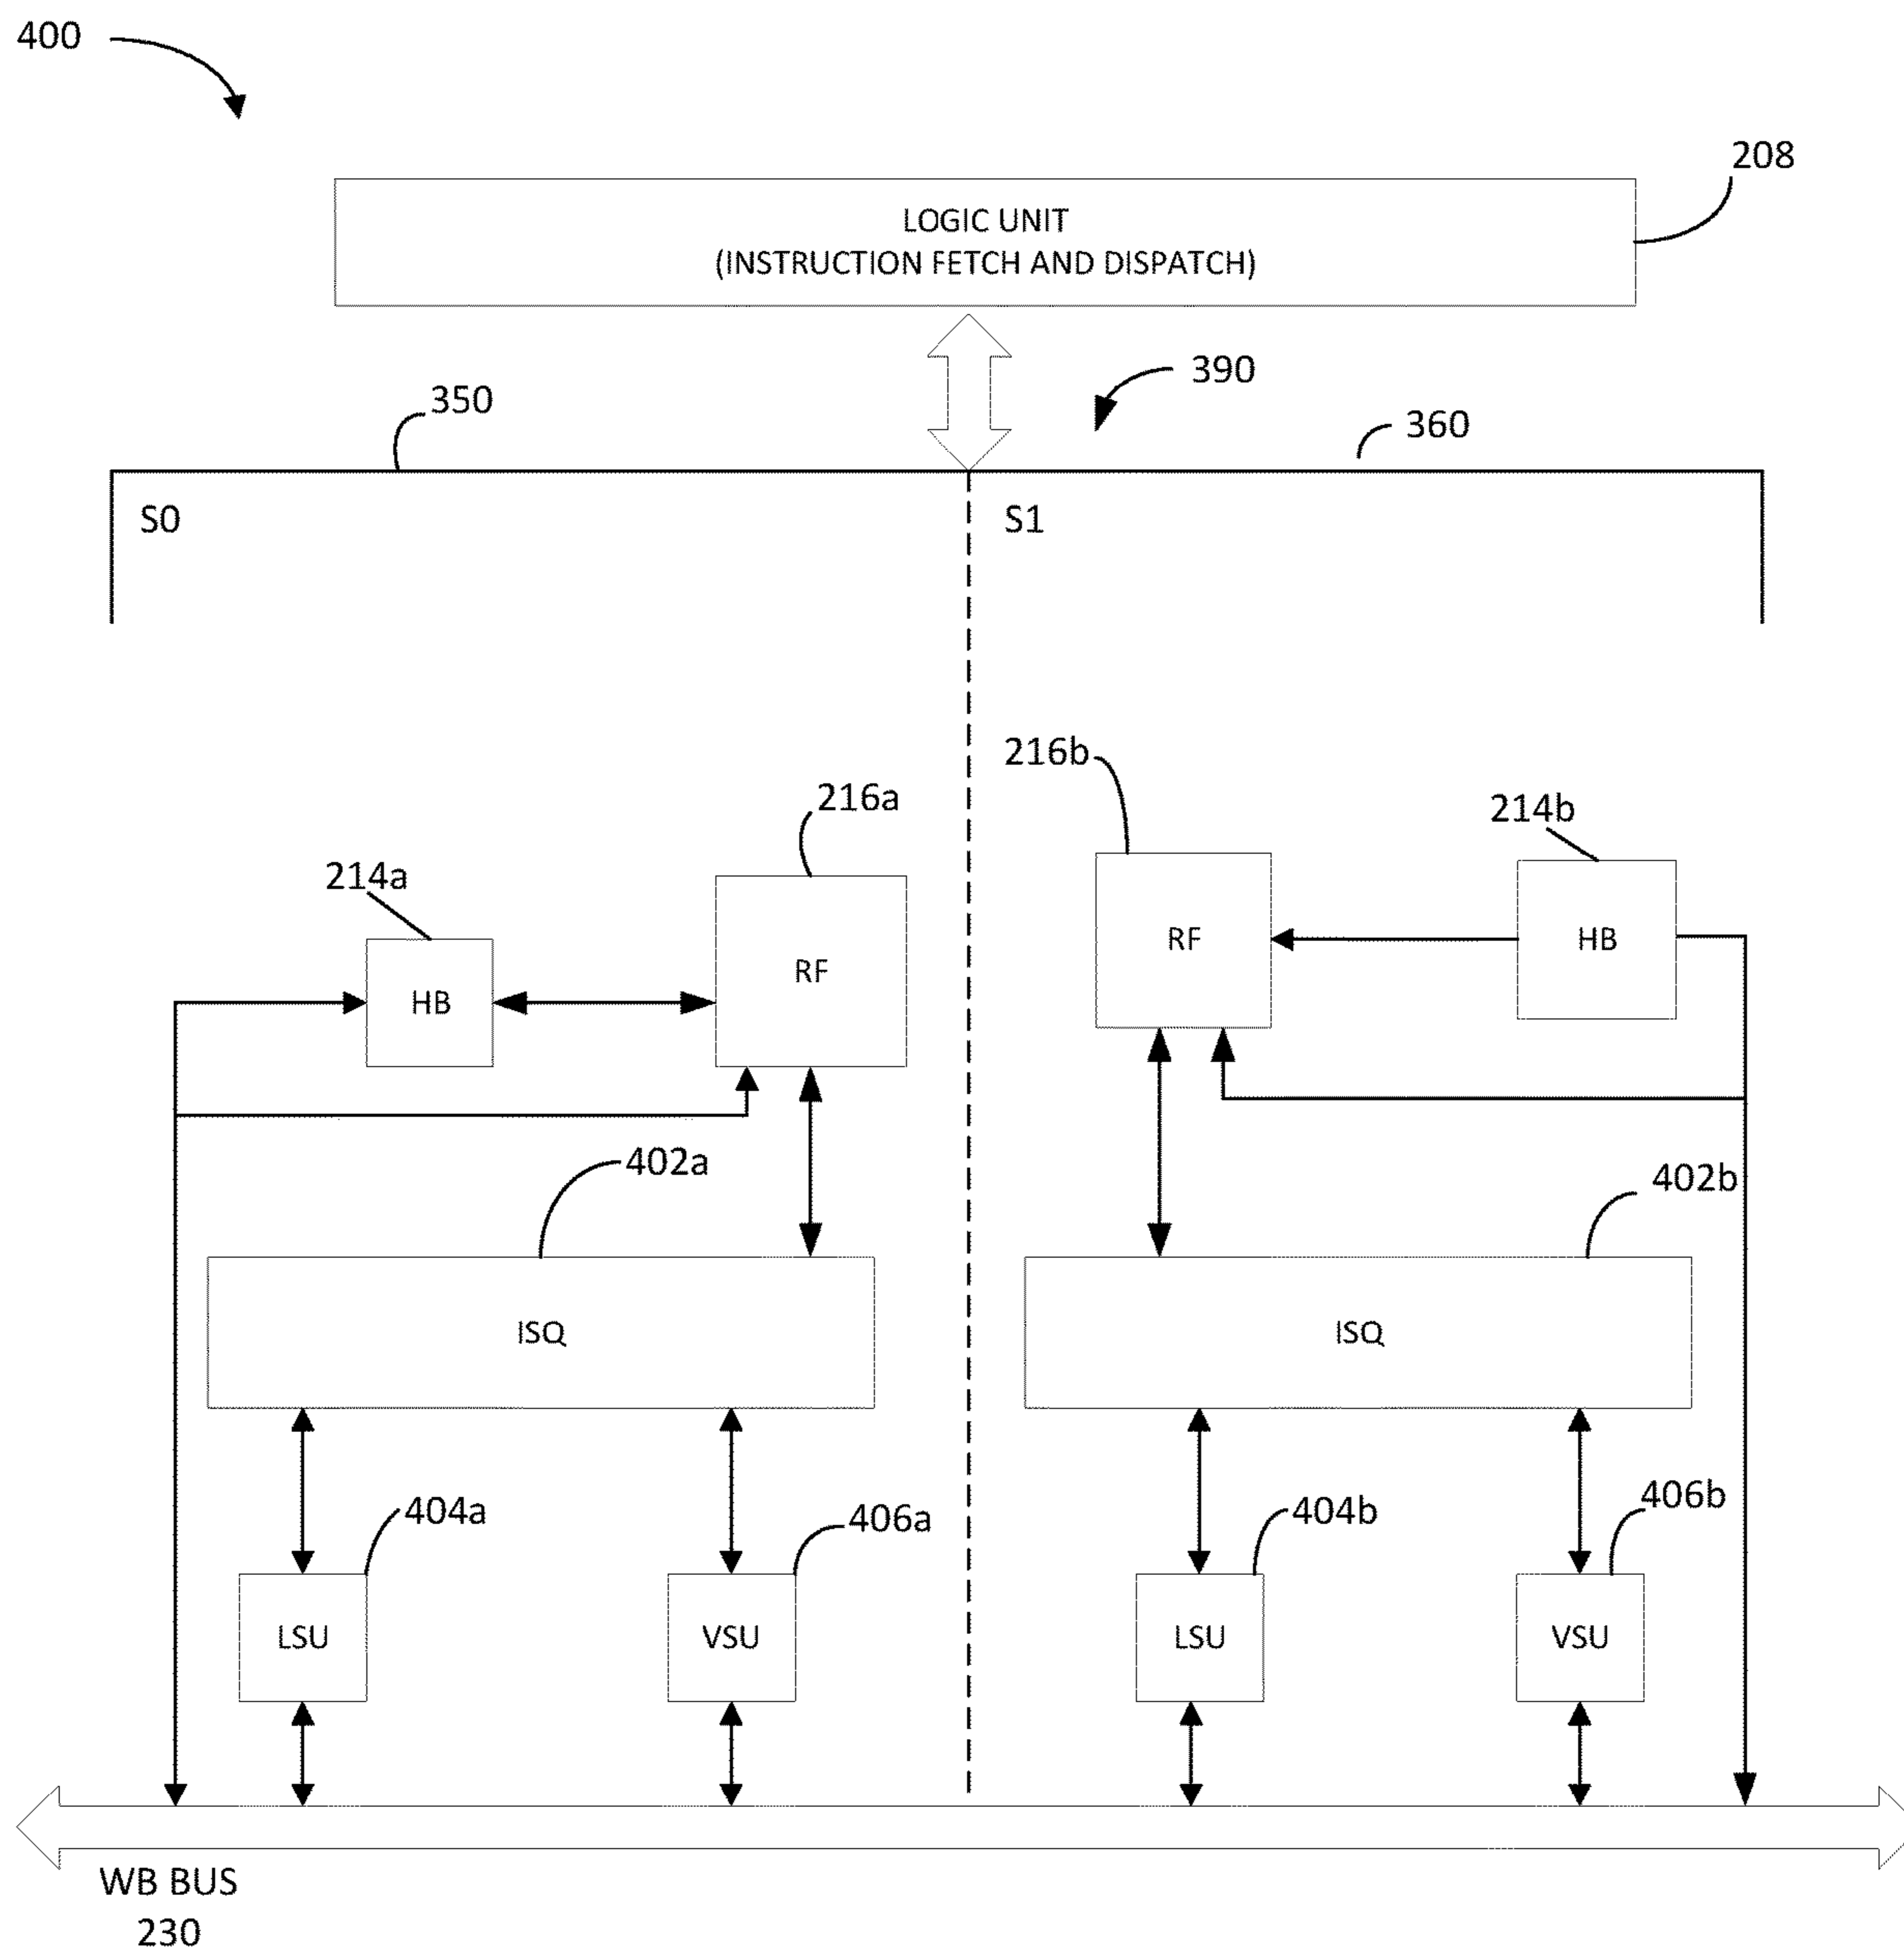 400
208
LOGIC UNIT
(INSTRUCTION FETCH AND DISPATCH)
390
350
360
S0
S1
216b
216a
214b
214a
RF
HB
RF
HB
402a
402b
ISQ
ISQ
404a
406a
404b
406b
LSU
VSU
LSU
VSU
WB BUS
230